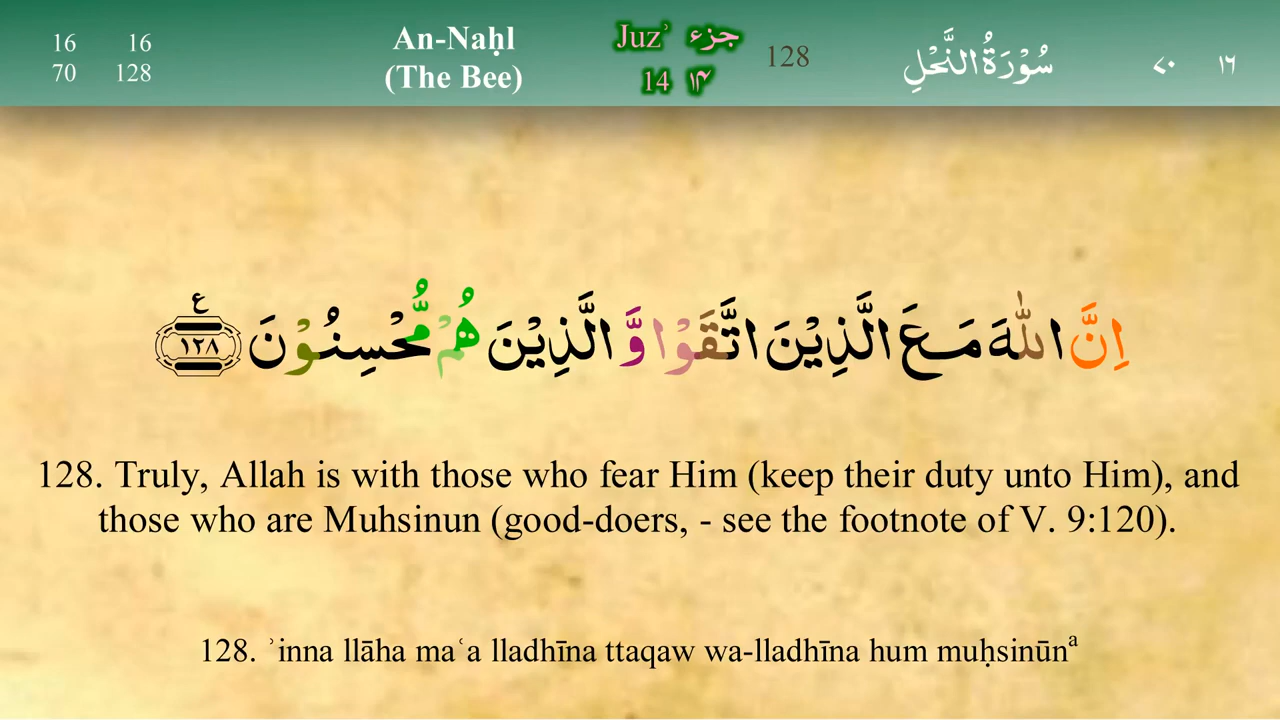 16 16
70 128
An-Naḥl
(The Bee)
Juzʾ جزء
14 ١٤
128
سُوْرَةُ النَّحْلِ
٧٠ ١٦
اِنَّ اللّٰهَ مَعَ الَّذِيْنَ اتَّقَوْا وَّالَّذِيْنَ هُمْ مُّحْسِنُوْنَ ١٢٨ ع
128. Truly, Allah is with those who fear Him (keep their duty unto Him), and
those who are Muhsinun (good-doers, - see the footnote of V. 9:120).
128. ʾinna llāha maʿa lladhīna ttaqaw wa-lladhīna hum muḥsinūnᵃ